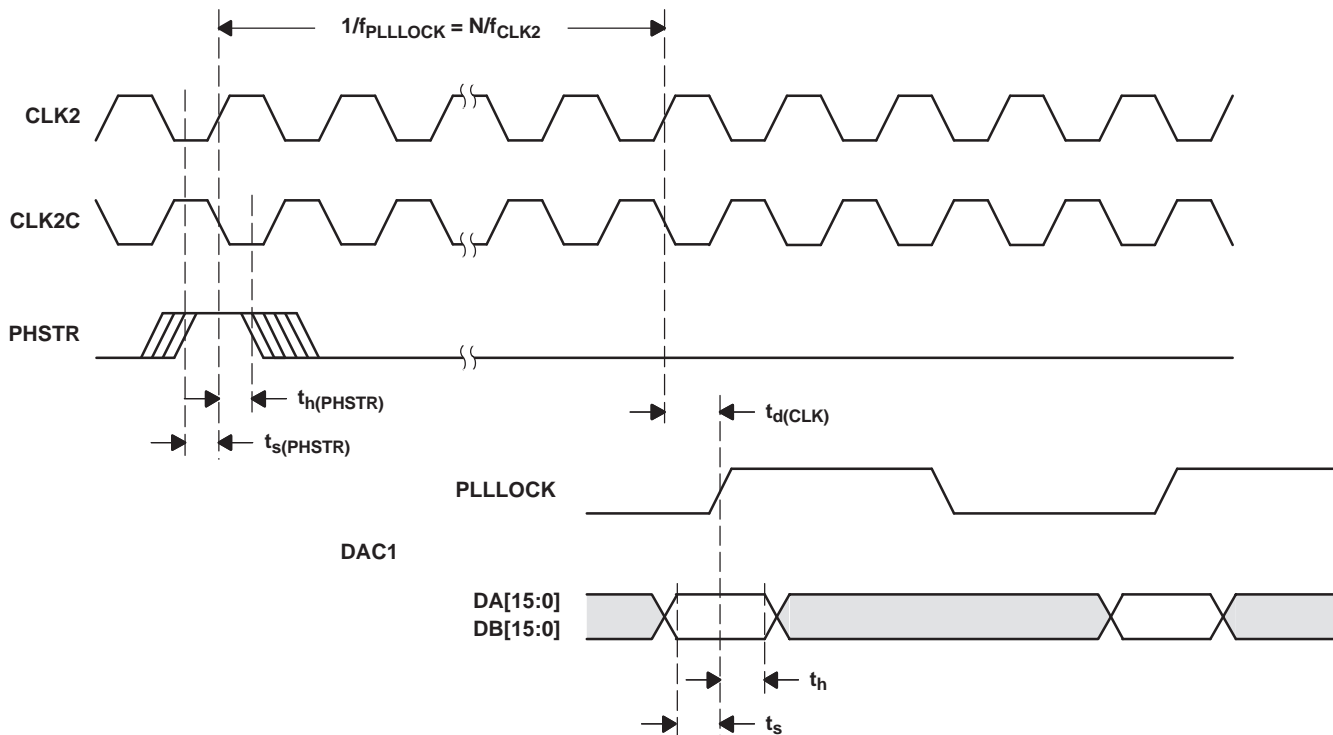 1/fPLLLOCK = N/fCLK2
CLK2
CLK2C
PHSTR
th(PHSTR)
td(CLK)
ts(PHSTR)
PLLLOCK
DAC1
DA[15:0]
DB[15:0]
th
ts